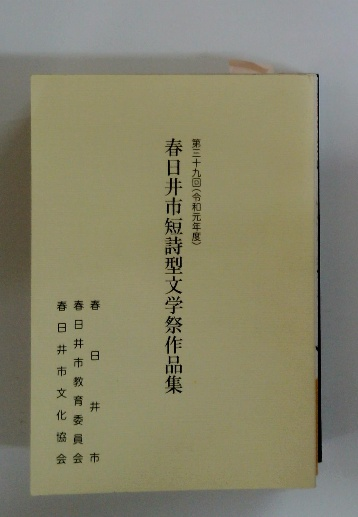 第三十九回(令和元年度)
春日井市短詩型文学祭作品集
春日井市
春日井市教育委員会
春日井市文化協会